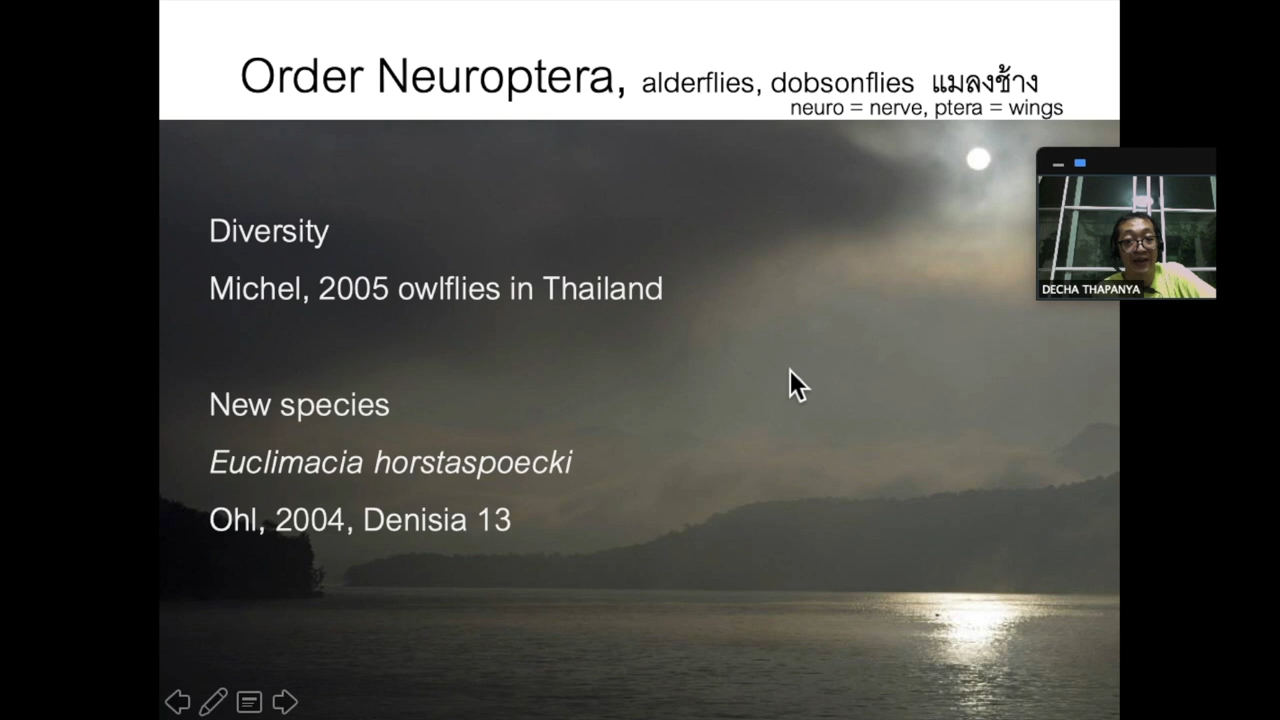 Order Neuroptera, alderflies, dobsonflies แมลงช้าง
neuro = nerve, ptera = wings
Diversity
Michel, 2005 owlflies in Thailand
New species
Euclimacia horstaspoecki
Ohl, 2004, Denisia 13
DECHA THAPANYA